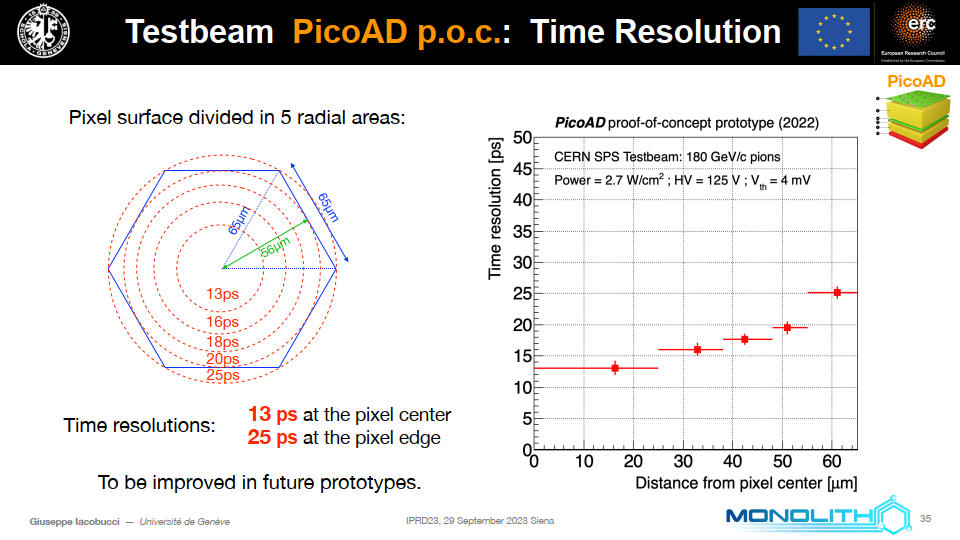 Testbeam PicoAD p.o.c.: Time Resolution
erc
European Research Council
Established by the European Commission
PicoAD
Pixel surface divided in 5 radial areas:
65µm
65µm
56µm
13ps
16ps
18ps
20ps
25ps
Time resolutions:
13 ps at the pixel center
25 ps at the pixel edge
To be improved in future prototypes.
PicoAD proof-of-concept prototype (2022)
CERN SPS Testbeam: 180 GeV/c pions
Power = 2.7 W/cm² ; HV = 125 V ; Vth = 4 mV
Time resolution [ps]
50
45
40
35
30
25
20
15
10
5
0
0 10 20 30 40 50 60
Distance from pixel center [µm]
Giuseppe Iacobucci — Université de Genève
IPRD23, 29 September 2023 Siena
MONOLITH
35